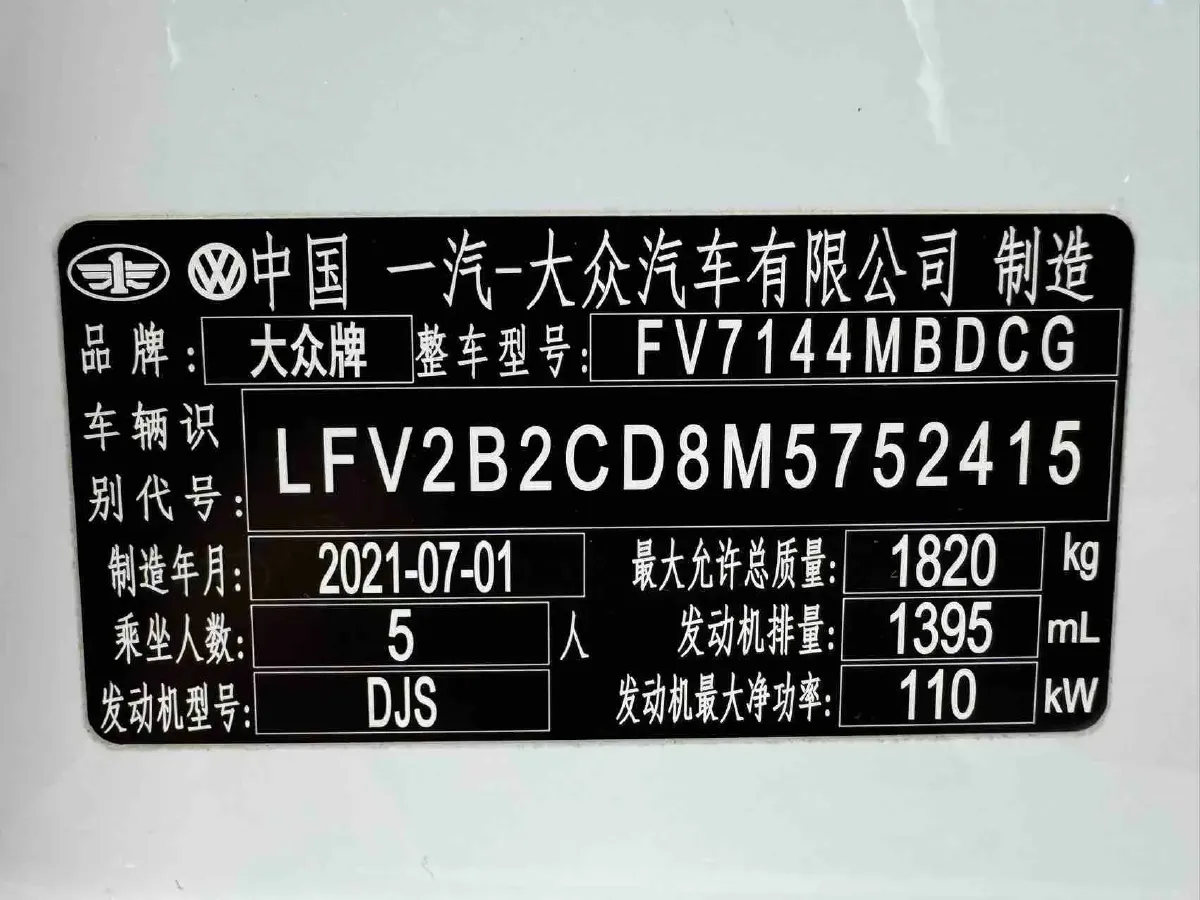 中国 一汽-大众汽车有限公司 制造
品牌: 大众牌 整车型号: FV7144MBDCG
车辆识
别代号: LFV2B2CD8M5752415
制造年月: 2021-07-01 最大允许总质量: 1820 kg
乘坐人数: 5 人 发动机排量: 1395 mL
发动机型号: DJS 发动机最大净功率: 110 kW